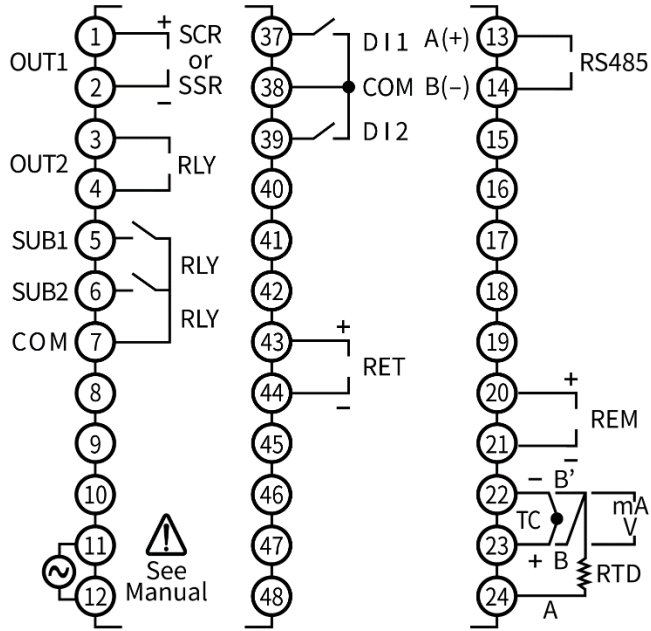 1
+
SCR
or
SSR
OUT1
2
−
3
OUT2
RLY
4
SUB1
5
RLY
SUB2
6
RLY
COM
7
8
9
10
11
12
See
Manual
37
DI1
38
COM
39
DI2
40
41
42
43
+
RET
44
−
45
46
47
48
A(+)
13
RS485
B(−)
14
15
16
17
18
19
20
+
REM
21
−
22
−
B’
TC
mA
V
23
+
B
RTD
24
A